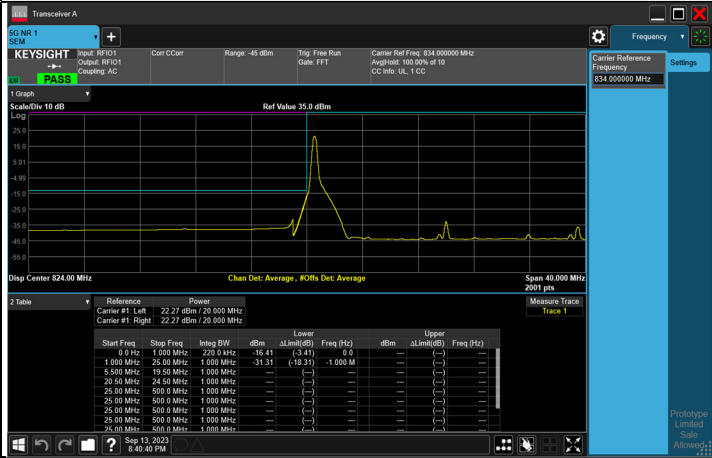 Transceiver A
5G NR 1
SEM
+
Frequency
KEYSIGHT
Input: RFIO1
Output: RFIO1
Coupling: AC
Corr CCorr
Range: -45 dBm
Trig: Free Run
Gate: FFT
Carrier Ref Freq: 834.000000 MHz
Avg|Hold: 100.00% of 10
CC Info: UL, 1 CC
PASS
Carrier Reference
Frequency
834.000000 MHz
Settings
1 Graph
Scale/Div 10 dB
Ref Value 35.0 dBm
Log
25.0
15.0
5.01
-4.99
-15.0
-25.0
-35.0
-45.0
-55.0
Disp Center 824.00 MHz
Chan Det: Average , #Offs Det: Average
Span 40.000 MHz
2001 pts
2 Table
Reference Power
Carrier #1: Left 22.27 dBm / 20.000 MHz
Carrier #1: Right 22.27 dBm / 20.000 MHz
Measure Trace
Trace 1
Lower Upper
Start Freq Stop Freq Integ BW dBm ΔLimit(dB) Freq (Hz) dBm ΔLimit(dB) Freq (Hz)
0.0 Hz 1.000 MHz 220.0 kHz -16.41 (-3.41) 0.0 --- (---) ---
1.000 MHz 25.00 MHz 1.000 MHz -31.31 (-18.31) -1.000 M --- (---) ---
5.500 MHz 19.50 MHz 1.000 MHz --- (---) --- --- (---) ---
20.50 MHz 24.50 MHz 1.000 MHz --- (---) --- --- (---) ---
25.00 MHz 500.0 MHz 1.000 MHz --- (---) --- --- (---) ---
25.00 MHz 500.0 MHz 1.000 MHz --- (---) --- --- (---) ---
25.00 MHz 500.0 MHz 1.000 MHz --- (---) --- --- (---) ---
25.00 MHz 500.0 MHz 1.000 MHz --- (---) --- --- (---) ---
Prototype
Limited
Sale
Allowed
?
Sep 13, 2023
8:40:40 PM